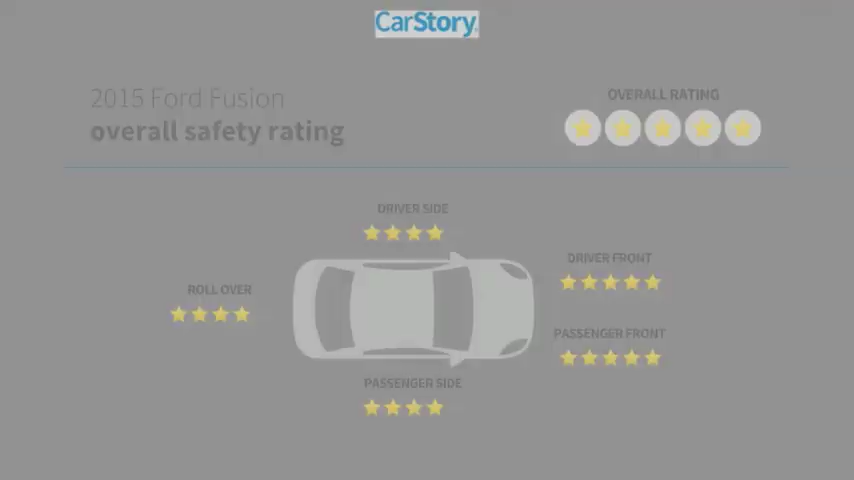 CarStory
2015 Ford Fusion
overall safety rating
OVERALL RATING
DRIVER SIDE
DRIVER FRONT
ROLL OVER
PASSENGER FRONT
PASSENGER SIDE